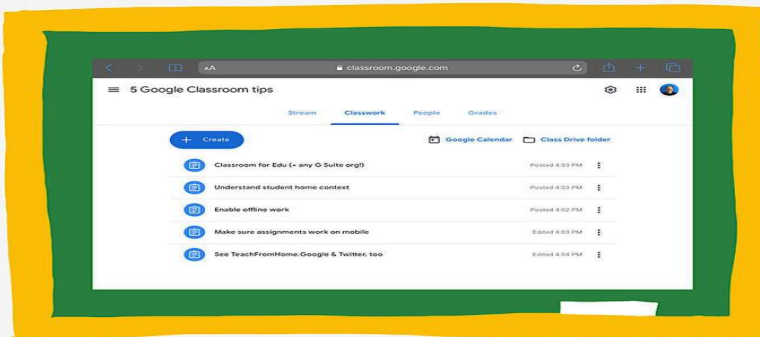 AA classroom.google.com
5 Google Classroom tips
Stream Classwork People Grades
+ Create Google Calendar Class Drive folder
Classroom for Edu (+ any G Suite org!) Posted 4:03 PM
Understand student home context Posted 4:03 PM
Enable offline work Posted 4:02 PM
Make sure assignments work on mobile Edited 4:03 PM
See TeachFromHome.Google & Twitter, too Edited 4:04 PM